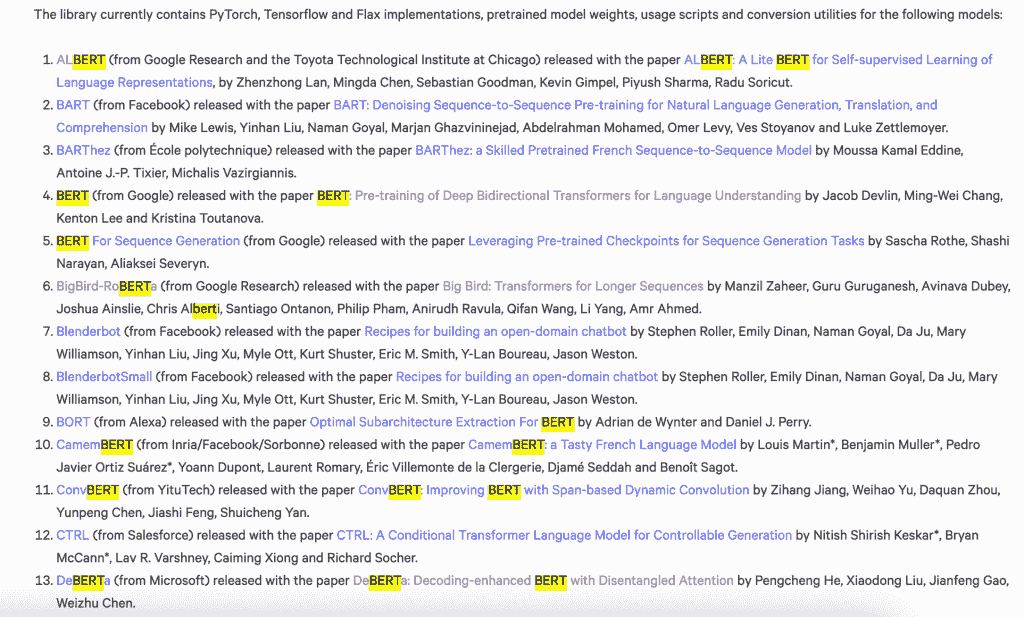 The library currently contains PyTorch, Tensorflow and Flax implementations, pretrained model weights, usage scripts and conversion utilities for the following models:
1. ALBERT (from Google Research and the Toyota Technological Institute at Chicago) released with the paper ALBERT: A Lite BERT for Self-supervised Learning of
Language Representations, by Zhenzhong Lan, Mingda Chen, Sebastian Goodman, Kevin Gimpel, Piyush Sharma, Radu Soricut.
2. BART (from Facebook) released with the paper BART: Denoising Sequence-to-Sequence Pre-training for Natural Language Generation, Translation, and
Comprehension by Mike Lewis, Yinhan Liu, Naman Goyal, Marjan Ghazvininejad, Abdelrahman Mohamed, Omer Levy, Ves Stoyanov and Luke Zettlemoyer.
3. BARThez (from École polytechnique) released with the paper BARThez: a Skilled Pretrained French Sequence-to-Sequence Model by Moussa Kamal Eddine,
Antoine J.-P. Tixier, Michalis Vazirgiannis.
4. BERT (from Google) released with the paper BERT: Pre-training of Deep Bidirectional Transformers for Language Understanding by Jacob Devlin, Ming-Wei Chang,
Kenton Lee and Kristina Toutanova.
5. BERT For Sequence Generation (from Google) released with the paper Leveraging Pre-trained Checkpoints for Sequence Generation Tasks by Sascha Rothe, Shashi
Narayan, Aliaksei Severyn.
6. BigBird-RoBERTa (from Google Research) released with the paper Big Bird: Transformers for Longer Sequences by Manzil Zaheer, Guru Guruganesh, Avinava Dubey,
Joshua Ainslie, Chris Alberti, Santiago Ontanon, Philip Pham, Anirudh Ravula, Qifan Wang, Li Yang, Amr Ahmed.
7. Blenderbot (from Facebook) released with the paper Recipes for building an open-domain chatbot by Stephen Roller, Emily Dinan, Naman Goyal, Da Ju, Mary
Williamson, Yinhan Liu, Jing Xu, Myle Ott, Kurt Shuster, Eric M. Smith, Y-Lan Boureau, Jason Weston.
8. BlenderbotSmall (from Facebook) released with the paper Recipes for building an open-domain chatbot by Stephen Roller, Emily Dinan, Naman Goyal, Da Ju, Mary
Williamson, Yinhan Liu, Jing Xu, Myle Ott, Kurt Shuster, Eric M. Smith, Y-Lan Boureau, Jason Weston.
9. BORT (from Alexa) released with the paper Optimal Subarchitecture Extraction For BERT by Adrian de Wynter and Daniel J. Perry.
10. CamemBERT (from Inria/Facebook/Sorbonne) released with the paper CamemBERT: a Tasty French Language Model by Louis Martin*, Benjamin Muller*, Pedro
Javier Ortiz Suárez*, Yoann Dupont, Laurent Romary, Éric Villemonte de la Clergerie, Djamé Seddah and Benoît Sagot.
11. ConvBERT (from YituTech) released with the paper ConvBERT: Improving BERT with Span-based Dynamic Convolution by Zihang Jiang, Weihao Yu, Daquan Zhou,
Yunpeng Chen, Jiashi Feng, Shuicheng Yan.
12. CTRL (from Salesforce) released with the paper CTRL: A Conditional Transformer Language Model for Controllable Generation by Nitish Shirish Keskar*, Bryan
McCann*, Lav R. Varshney, Caiming Xiong and Richard Socher.
13. DeBERTa (from Microsoft) released with the paper DeBERTa: Decoding-enhanced BERT with Disentangled Attention by Pengcheng He, Xiaodong Liu, Jianfeng Gao,
Weizhu Chen.